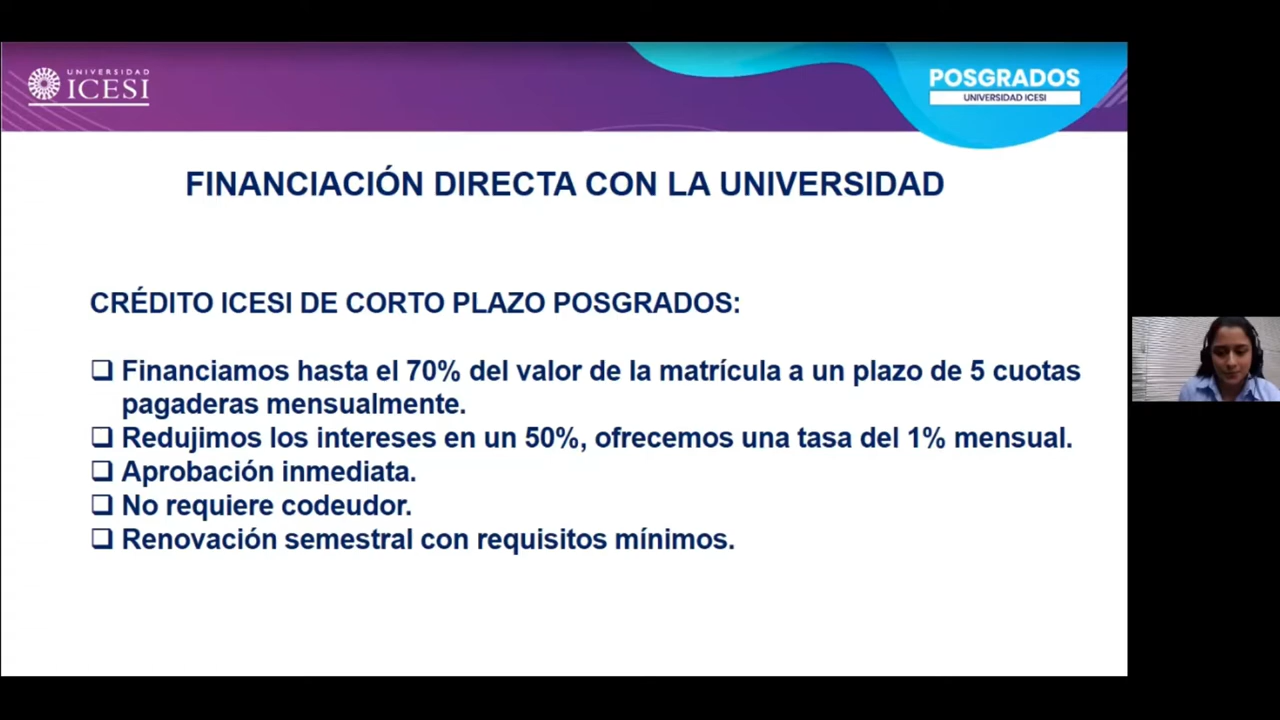 UNIVERSIDAD
ICESI
POSGRADOS
UNIVERSIDAD ICESI
FINANCIACIÓN DIRECTA CON LA UNIVERSIDAD
CRÉDITO ICESI DE CORTO PLAZO POSGRADOS:
❑ Financiamos hasta el 70% del valor de la matrícula a un plazo de 5 cuotas
pagaderas mensualmente.
❑ Redujimos los intereses en un 50%, ofrecemos una tasa del 1% mensual.
❑ Aprobación inmediata.
❑ No requiere codeudor.
❑ Renovación semestral con requisitos mínimos.